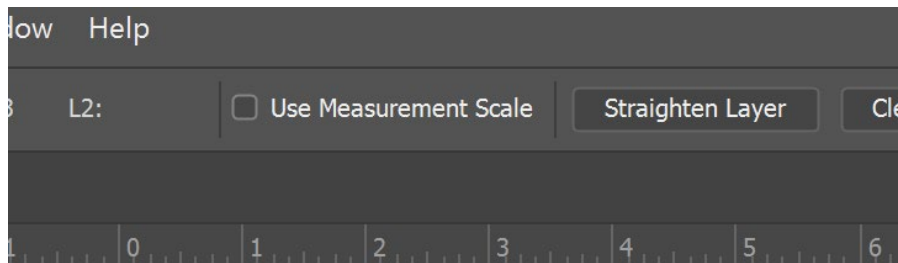 Help
L2:
Use Measurement Scale
Straighten Layer
0 1 2 3 4 5 6